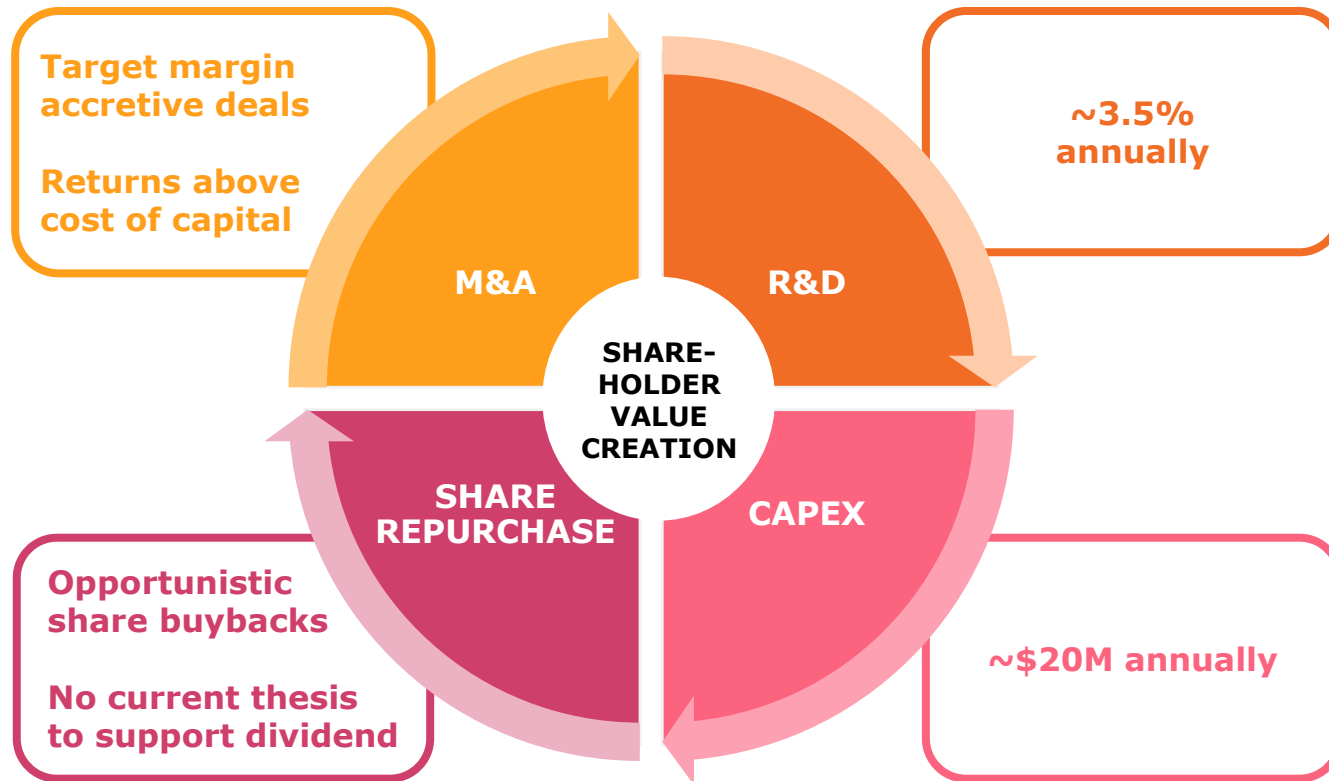 Target margin
accretive deals
Returns above
cost of capital
M&A
R&D
~3.5%
annually
SHARE-
HOLDER
VALUE
CREATION
SHARE
REPURCHASE
CAPEX
Opportunistic
share buybacks
No current thesis
to support dividend
~$20M annually